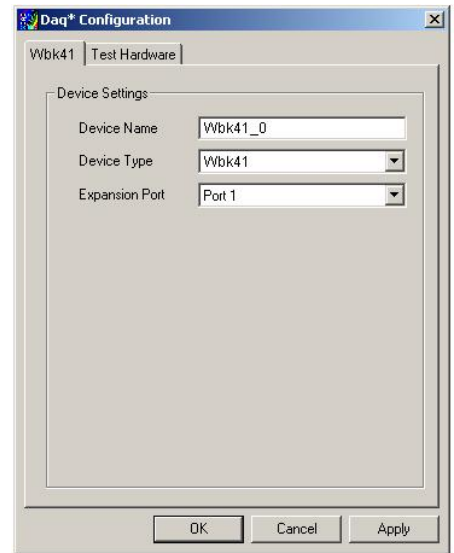 Daq* Configuration
Wbk41 Test Hardware
Device Settings
Device Name Wbk41_0
Device Type Wbk41
Expansion Port Port 1
OK Cancel Apply